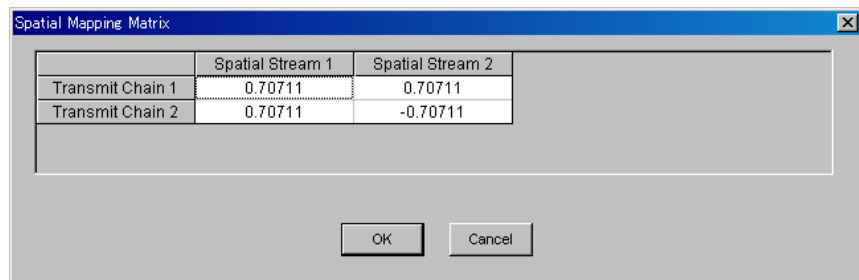 Spatial Mapping Matrix
Spatial Stream 1 Spatial Stream 2
Transmit Chain 1 0.70711 0.70711
Transmit Chain 2 0.70711 -0.70711
OK Cancel